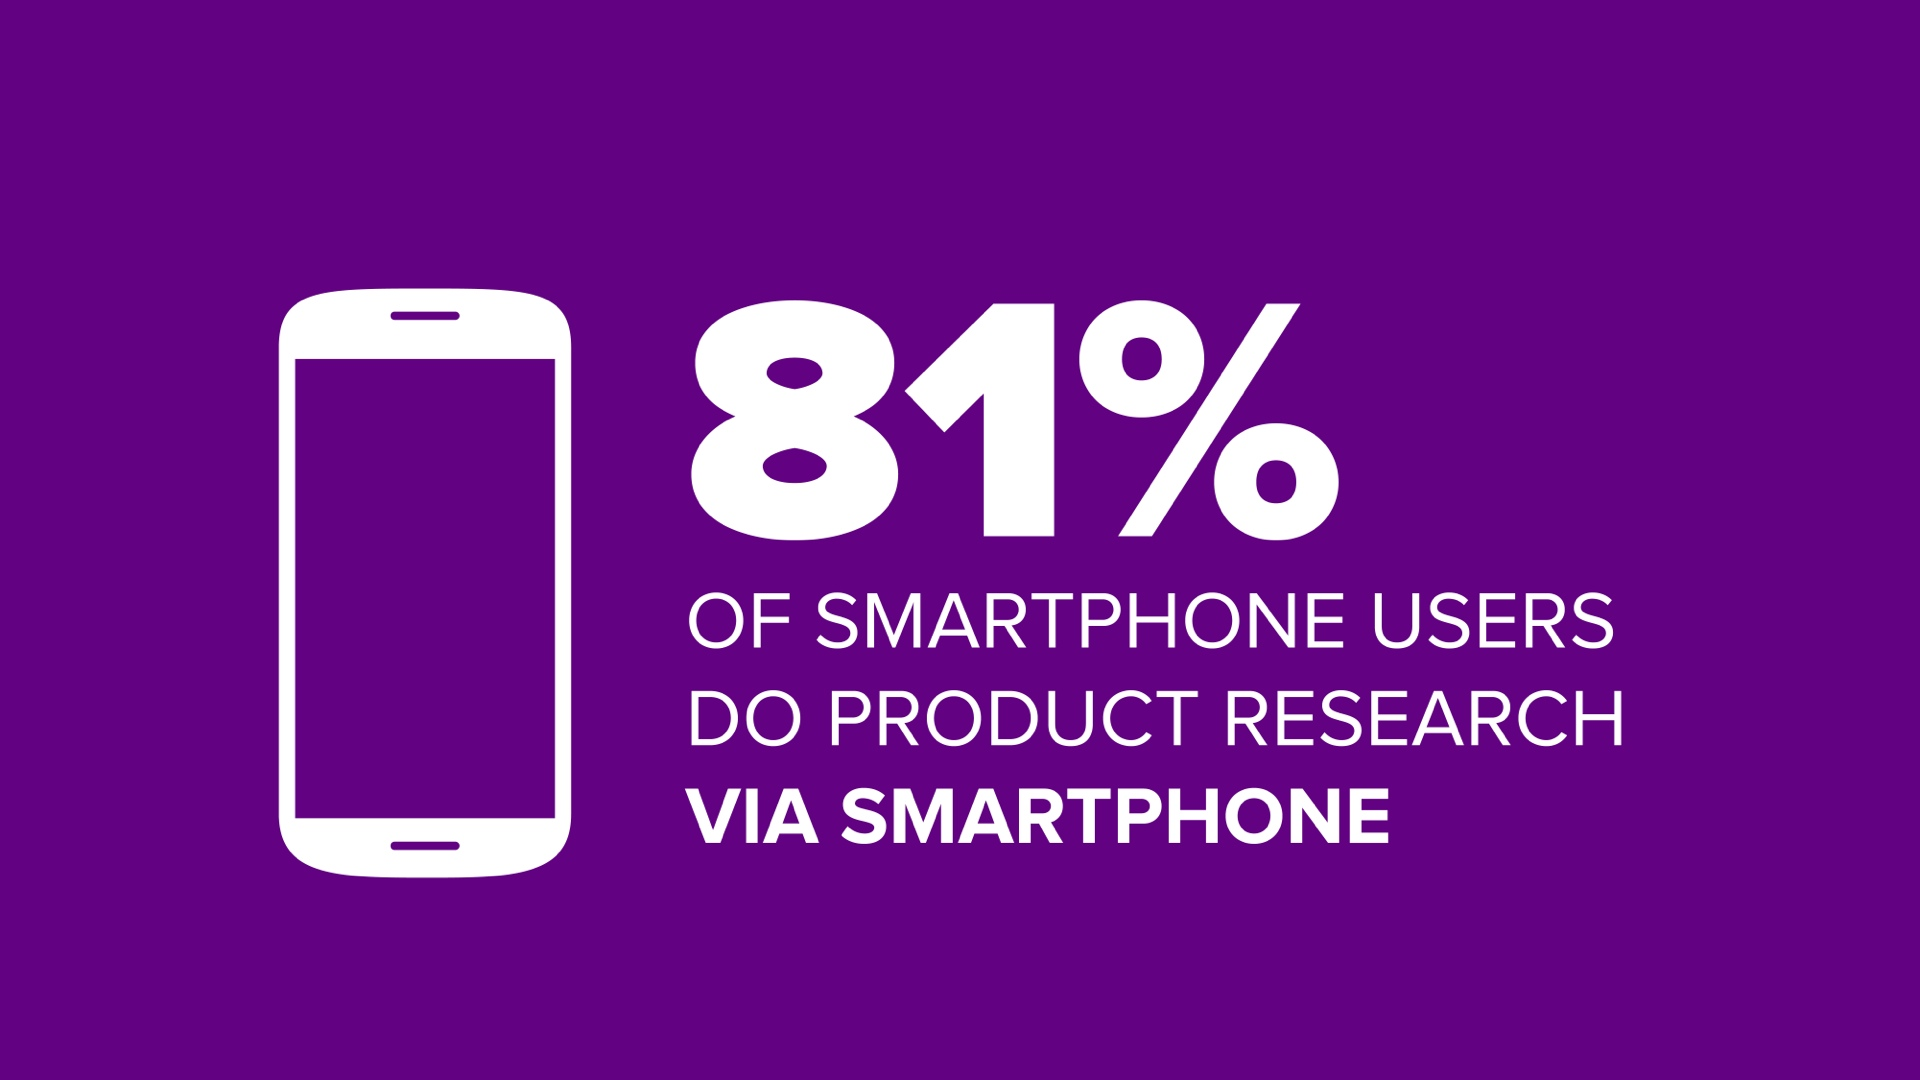 81%
OF SMARTPHONE USERS
DO PRODUCT RESEARCH
VIA SMARTPHONE